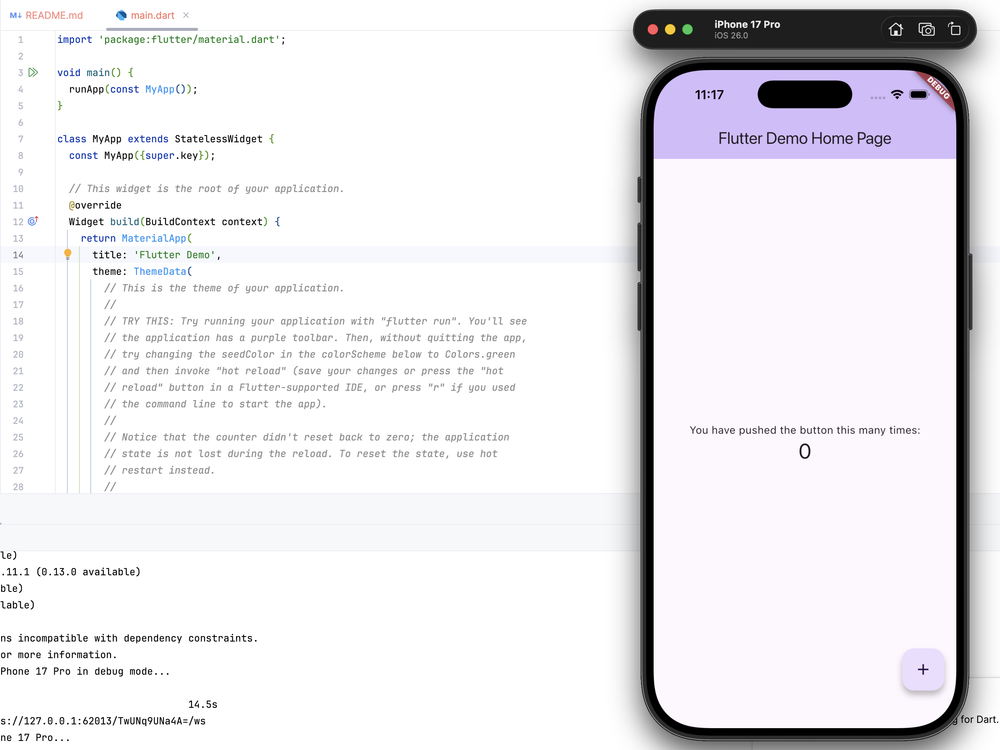 M↓ README.md
main.dart
1 import 'package:flutter/material.dart';
2
3 void main() {
4 runApp(const MyApp());
5 }
6
7 class MyApp extends StatelessWidget {
8 const MyApp({super.key});
9
10 // This widget is the root of your application.
11 @override
12 Widget build(BuildContext context) {
13 return MaterialApp(
14 title: 'Flutter Demo',
15 theme: ThemeData(
16 // This is the theme of your application.
17 //
18 // TRY THIS: Try running your application with "flutter run". You'll see
19 // the application has a purple toolbar. Then, without quitting the app,
20 // try changing the seedColor in the colorScheme below to Colors.green
21 // and then invoke "hot reload" (save your changes or press the "hot
22 // reload" button in a Flutter-supported IDE, or press "r" if you used
23 // the command line to start the app).
24 //
25 // Notice that the counter didn't reset back to zero; the application
26 // state is not lost during the reload. To reset the state, use hot
27 // restart instead.
28 //
le)
.11.1 (0.13.0 available)
ble)
lable)
ns incompatible with dependency constraints.
or more information.
Phone 17 Pro in debug mode...
14.5s
s://127.0.0.1:62013/TwUNq9UNa4A=/ws
ne 17 Pro...
iPhone 17 Pro
iOS 26.0
11:17
DEBUG
Flutter Demo Home Page
You have pushed the button this many times:
0
+
g for Dart.